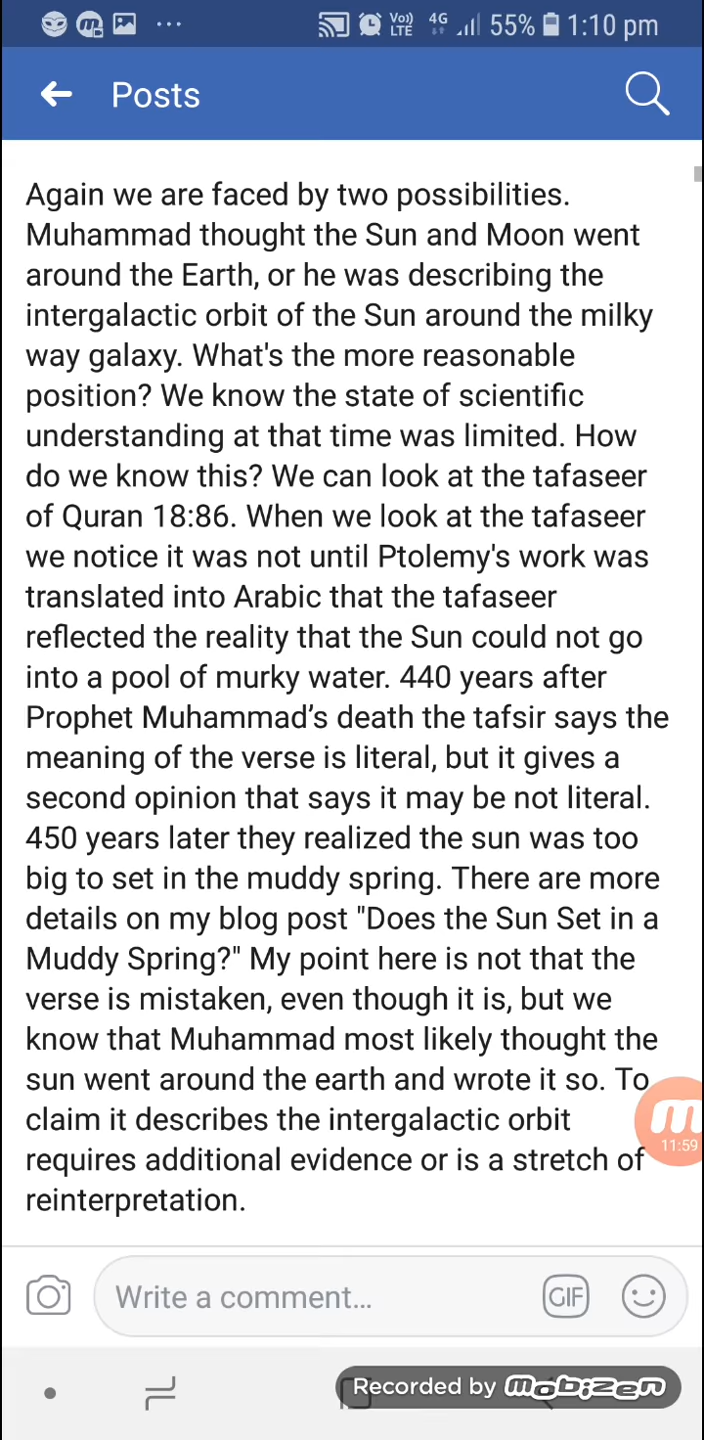 Vo))
LTE
4G
55%
1:10 pm
Posts
Again we are faced by two possibilities.
Muhammad thought the Sun and Moon went
around the Earth, or he was describing the
intergalactic orbit of the Sun around the milky
way galaxy. What's the more reasonable
position? We know the state of scientific
understanding at that time was limited. How
do we know this? We can look at the tafaseer
of Quran 18:86. When we look at the tafaseer
we notice it was not until Ptolemy's work was
translated into Arabic that the tafaseer
reflected the reality that the Sun could not go
into a pool of murky water. 440 years after
Prophet Muhammad’s death the tafsir says the
meaning of the verse is literal, but it gives a
second opinion that says it may be not literal.
450 years later they realized the sun was too
big to set in the muddy spring. There are more
details on my blog post "Does the Sun Set in a
Muddy Spring?" My point here is not that the
verse is mistaken, even though it is, but we
know that Muhammad most likely thought the
sun went around the earth and wrote it so. To
claim it describes the intergalactic orbit
requires additional evidence or is a stretch of
reinterpretation.
11:59
Write a comment...
GIF
Recorded by mobizen